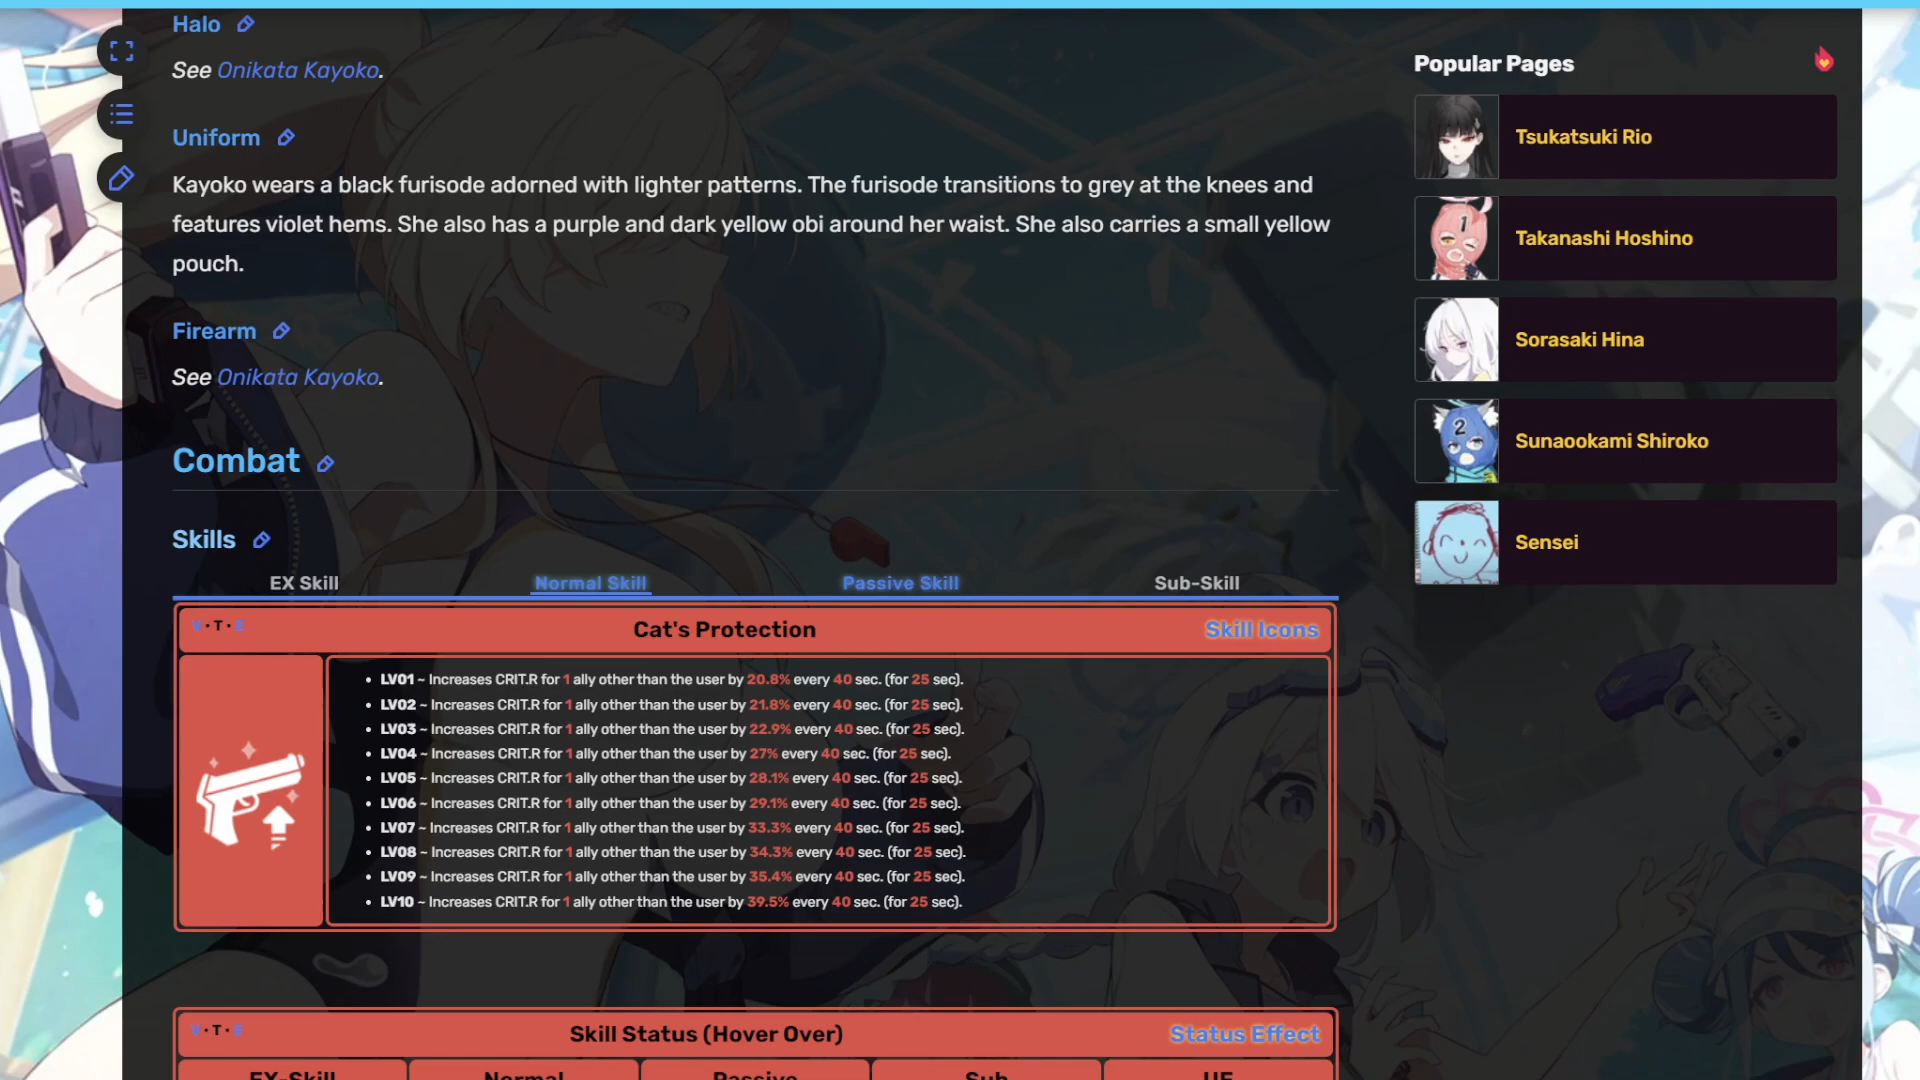 Halo
See Onikata Kayoko.
Uniform
Kayoko wears a black furisode adorned with lighter patterns. The furisode transitions to grey at the knees and
features violet hems. She also has a purple and dark yellow obi around her waist. She also carries a small yellow
pouch.
Firearm
See Onikata Kayoko.
Combat
Skills
EX Skill Normal Skill Passive Skill Sub-Skill
V · T · E Cat's Protection Skill Icons
• LV01 ~ Increases CRIT.R for 1 ally other than the user by 20.8% every 40 sec. (for 25 sec).
• LV02 ~ Increases CRIT.R for 1 ally other than the user by 21.8% every 40 sec. (for 25 sec).
• LV03 ~ Increases CRIT.R for 1 ally other than the user by 22.9% every 40 sec. (for 25 sec).
• LV04 ~ Increases CRIT.R for 1 ally other than the user by 27% every 40 sec. (for 25 sec).
• LV05 ~ Increases CRIT.R for 1 ally other than the user by 28.1% every 40 sec. (for 25 sec).
• LV06 ~ Increases CRIT.R for 1 ally other than the user by 29.1% every 40 sec. (for 25 sec).
• LV07 ~ Increases CRIT.R for 1 ally other than the user by 33.3% every 40 sec. (for 25 sec).
• LV08 ~ Increases CRIT.R for 1 ally other than the user by 34.3% every 40 sec. (for 25 sec).
• LV09 ~ Increases CRIT.R for 1 ally other than the user by 35.4% every 40 sec. (for 25 sec).
• LV10 ~ Increases CRIT.R for 1 ally other than the user by 39.5% every 40 sec. (for 25 sec).
V · T · E Skill Status (Hover Over) Status Effect
EX-Skill Normal Passive Sub UE
Popular Pages
Tsukatsuki Rio
1
Takanashi Hoshino
Sorasaki Hina
2
Sunaookami Shiroko
Sensei